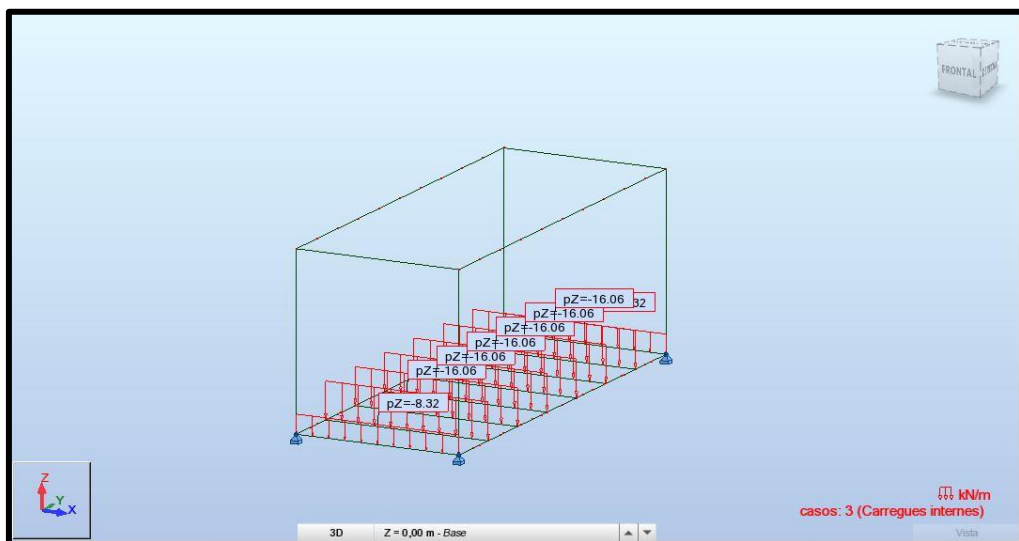 FRONTAL
pZ=-16.06
32
pZ=-16.06
pZ=-16.06
pZ=-16.06
pZ=-16.06
pZ=-16.06
pZ=-8.32
Z
Y
X
kN/m
casos: 3 (Carregues internes)
3D Z = 0,00 m - Base
Vista